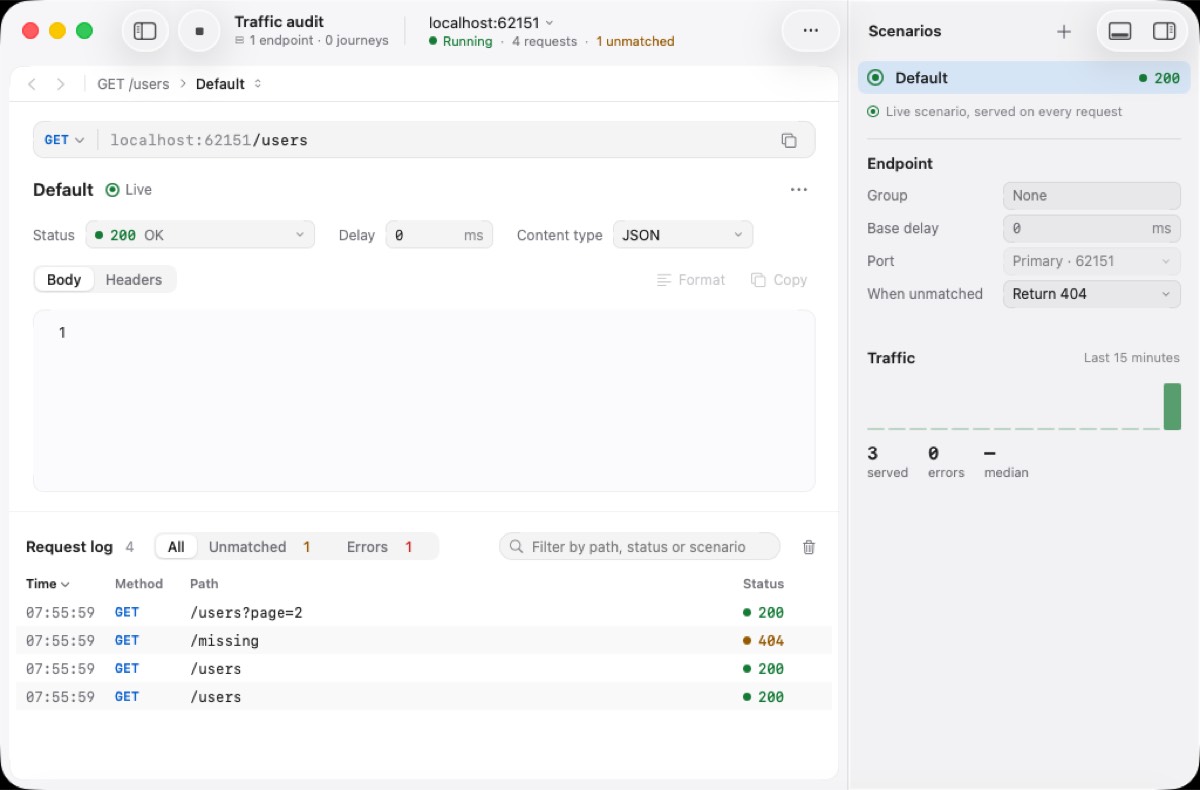 Traffic audit
1 endpoint · 0 journeys
localhost:62151
Running · 4 requests · 1 unmatched
GET /users
Default
GET
localhost:62151/users
Default
Live
Status
200 OK
Delay
0
ms
Content type
JSON
Body
Headers
Format
Copy
1
Request log 4
All
Unmatched 1
Errors 1
Filter by path, status or scenario
Time Method Path Status
07:55:59 GET /users?page=2 200
07:55:59 GET /missing 404
07:55:59 GET /users 200
07:55:59 GET /users 200
Scenarios
Default
200
Live scenario, served on every request
Endpoint
Group
None
Base delay
0 ms
Port
Primary · 62151
When unmatched
Return 404
Traffic
Last 15 minutes
3 0 –
served errors median